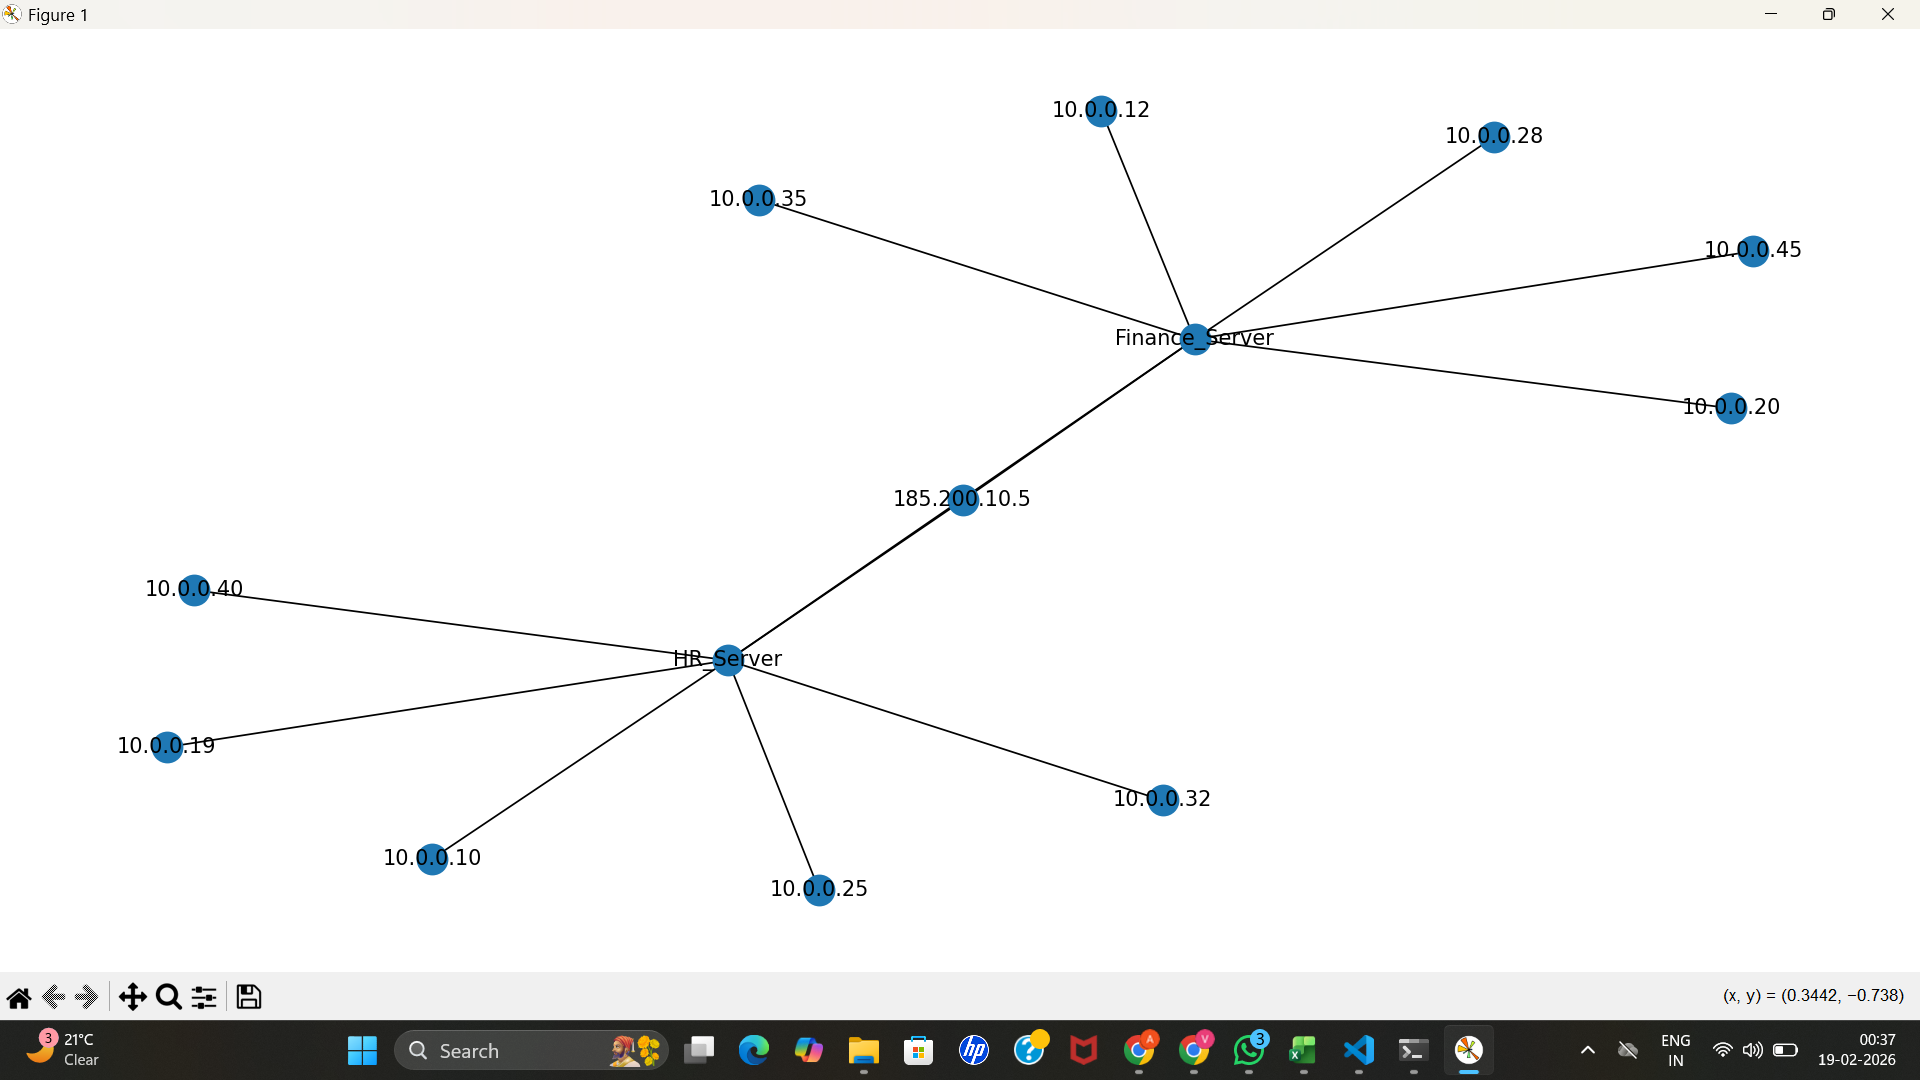 Figure 1
10.0.0.12
10.0.0.28
10.0.0.35
10.0.0.45
Finance_Server
10.0.0.20
185.200.10.5
10.0.0.40
HR_Server
10.0.0.19
10.0.0.32
10.0.0.10
10.0.0.25
(x, y) = (0.3442, −0.738)
3
21°C
Clear
Search
hp
?
A
V
3
X
ENG
IN
00:37
19-02-2026